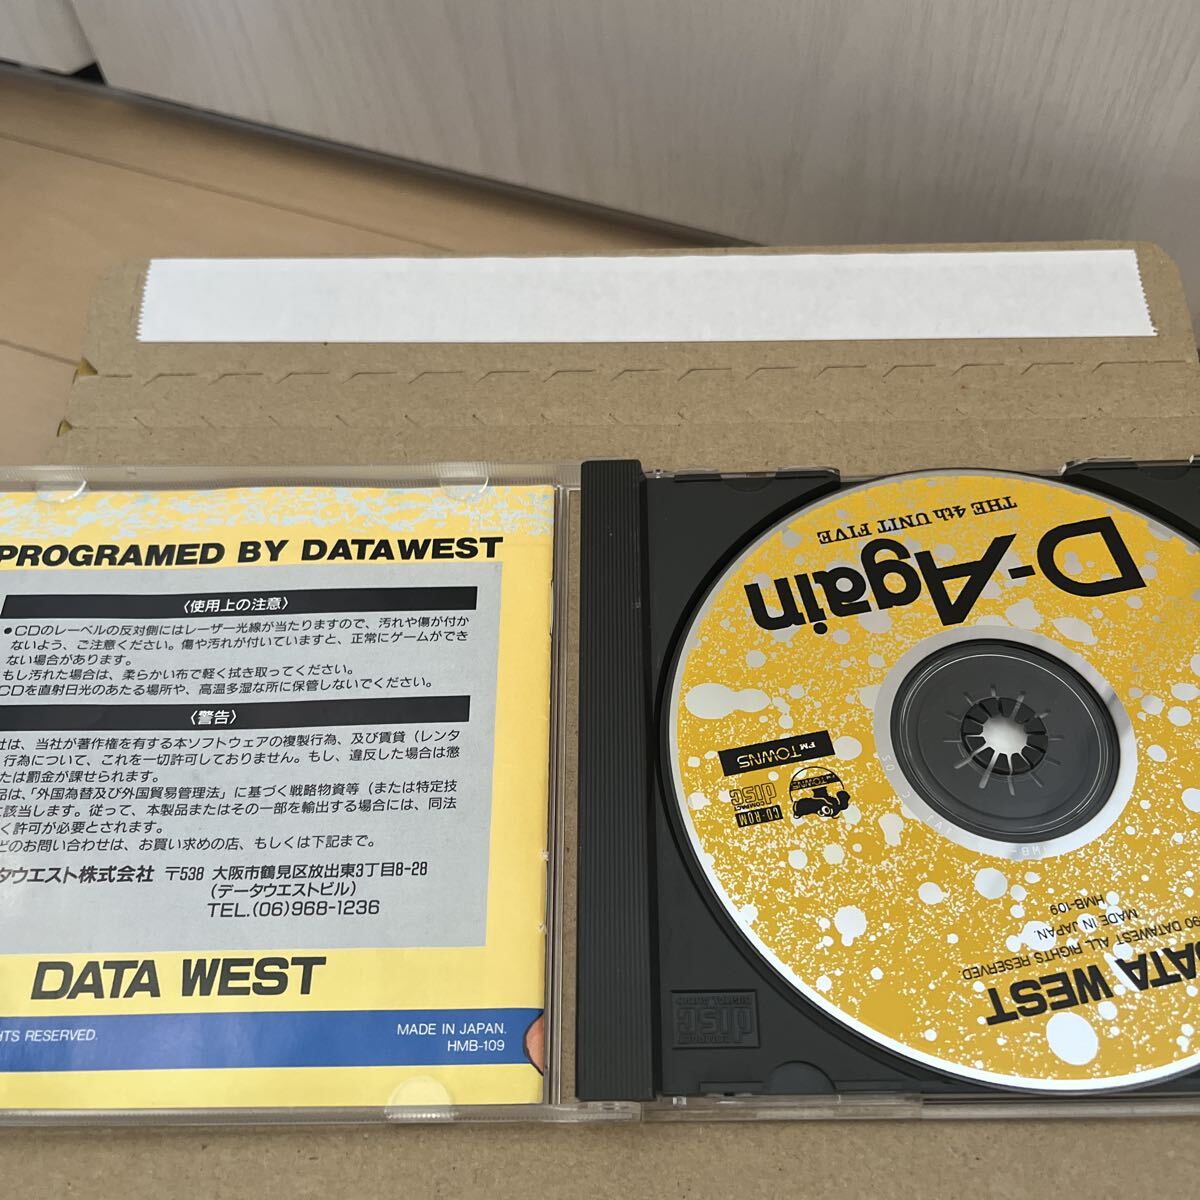 PROGRAMED BY DATAWEST
〈使用上の注意〉
●CDのレーベルの反対側にはレーザー光線が当たりますので、汚れや傷が付か
ないよう、ご注意ください。傷や汚れが付いていますと、正常にゲームができ
ない場合があります。
もし汚れた場合は、柔らかい布で軽く拭き取ってください。
CDを直射日光のあたる場所や、高温多湿な所に保管しないでください。
〈警告〉
社は、当社が著作権を有する本ソフトウェアの複製行為、及び賃貸（レンタ
行為について、これを一切許可しておりません。もし、違反した場合は懲
たは罰金が課せられます。
品は、「外国為替及び外国貿易管理法」に基づく戦略物資等（または特定技
に該当します。従って、本製品またはその一部を輸出する場合には、同法
く許可が必要とされます。
どのお問い合わせは、お買い求めの店、もしくは下記まで。
タウエスト株式会社 〒538 大阪市鶴見区放出東3丁目8-28
(データウエストビル)
TEL.(06)968-1236
DATA WEST
HTS RESERVED.
MADE IN JAPAN.
HMB-109
THE 4th UNIT FIVE
D-Again
FM TOWNS
CD-ROM
COMPACT
disc
HMB-109
MADE IN JAPAN.
90 DATAWEST ALL RIGHTS RESERVED.
DATA WEST
COMPACT
disc
DIGITAL AUDIO